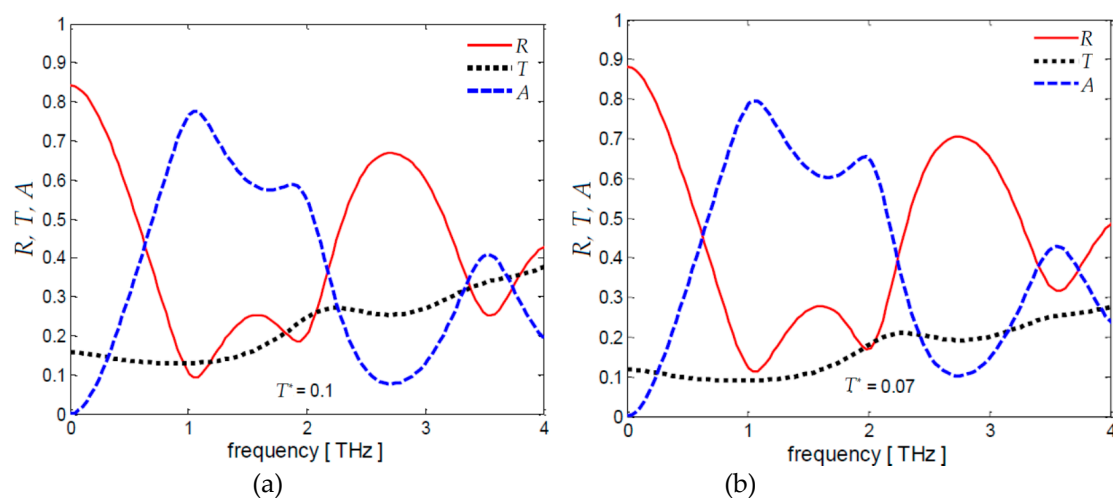 1
0.9
0.8
0.7
0.6
0.5
0.4
0.3
0.2
0.1
0
R, T, A
R
T
A
T* = 0.1
0 1 2 3 4
frequency [ THz ]
(a)
1
0.9
0.8
0.7
0.6
0.5
0.4
0.3
0.2
0.1
0
R, T, A
R
T
A
T* = 0.07
0 1 2 3 4
frequency [ THz ]
(b)